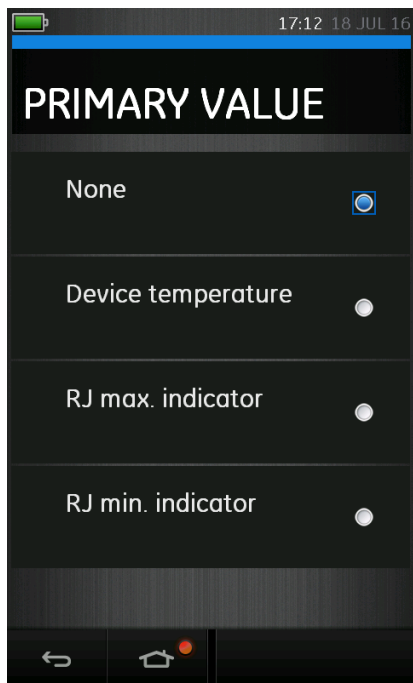 17:12 18 JUL 16
PRIMARY VALUE
None
Device temperature
RJ max. indicator
RJ min. indicator